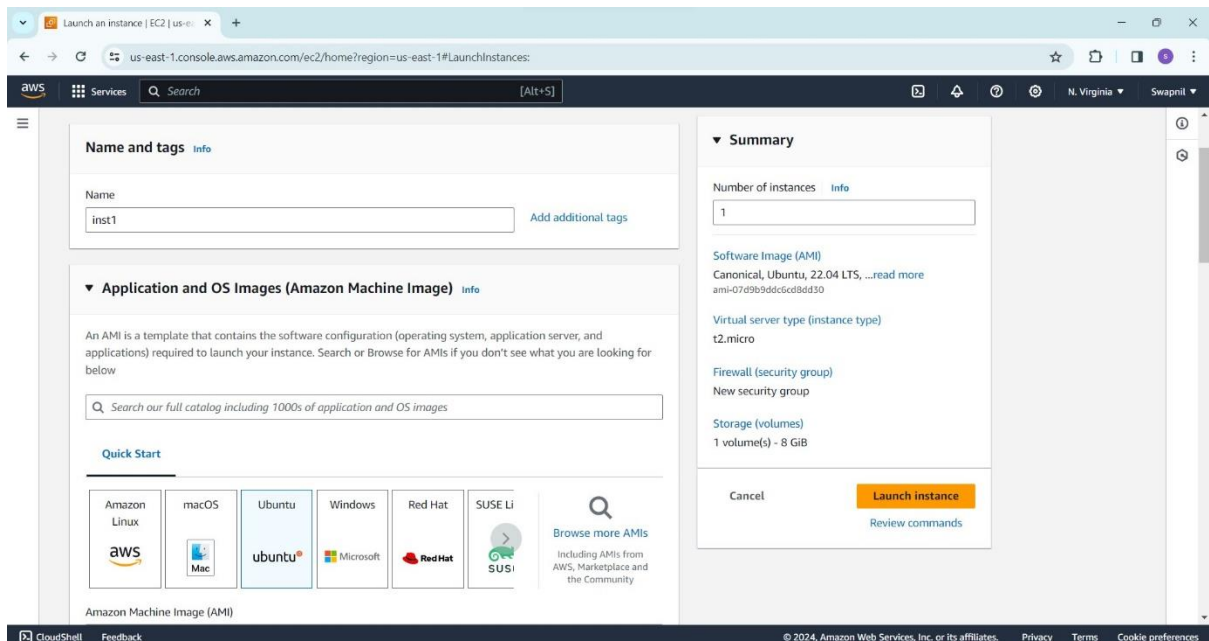 Launch an instance | EC2 | us-ea
us-east-1.console.aws.amazon.com/ec2/home?region=us-east-1#LaunchInstances:
aws Services Search [Alt+S] N. Virginia Swapnil
Name and tags Info
Name
inst1
Add additional tags
Application and OS Images (Amazon Machine Image) Info
An AMI is a template that contains the software configuration (operating system, application server, and
applications) required to launch your instance. Search or Browse for AMIs if you don't see what you are looking for
below
Search our full catalog including 1000s of application and OS images
Quick Start
Amazon
Linux
aws
macOS
Mac
Ubuntu
ubuntu
Windows
Microsoft
Red Hat
Red Hat
SUSE Li
SUS
Browse more AMIs
Including AMIs from
AWS, Marketplace and
the Community
Amazon Machine Image (AMI)
Summary
Number of instances Info
1
Software Image (AMI)
Canonical, Ubuntu, 22.04 LTS, ...read more
ami-07d9b9ddc6cd8dd30
Virtual server type (instance type)
t2.micro
Firewall (security group)
New security group
Storage (volumes)
1 volume(s) - 8 GiB
Cancel
Launch instance
Review commands
CloudShell Feedback © 2024, Amazon Web Services, Inc. or its affiliates. Privacy Terms Cookie preferences